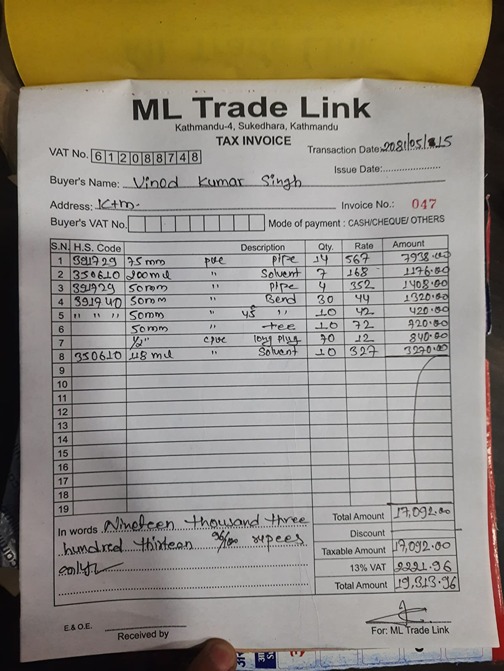 ML Trade Link
Kathmandu-4, Sukedhara, Kathmandu
TAX INVOICE
VAT No. 612088748
Transaction Date: 2081/05/15
Issue Date:
Buyer's Name: Vinod Kumar Singh
Address: Ktm.
Invoice No.: 047
Buyer's VAT No.
Mode of payment : CASH/CHEQUE/ OTHERS
S.N. H.S. Code Description Qty. Rate Amount
1 391729 75mm pvc pipe 14 567 7938.00
2 350610 200ml " Solvent 7 168 1176.00
3 391729 50mm " pipe 4 352 1408.00
4 391740 50mm " Bend 30 44 1320.00
5 " " " 50mm " 45 " 10 42 420.00
6 50mm " tee 10 72 720.00
7 1/2" cpvc long plug 70 12 840.00
8 350610 118 ml " Solvent 10 327 3270.00
9
10
11
12
13
14
15
16
17
18
19
In words Nineteen thousand three
hundred thirteen 96/100 rupees
only
Total Amount 17,092.00
Discount
Taxable Amount 17,092.00
13% VAT 2221.96
Total Amount 19,313.96
E.& O.E.
Received by
For: ML Trade Link